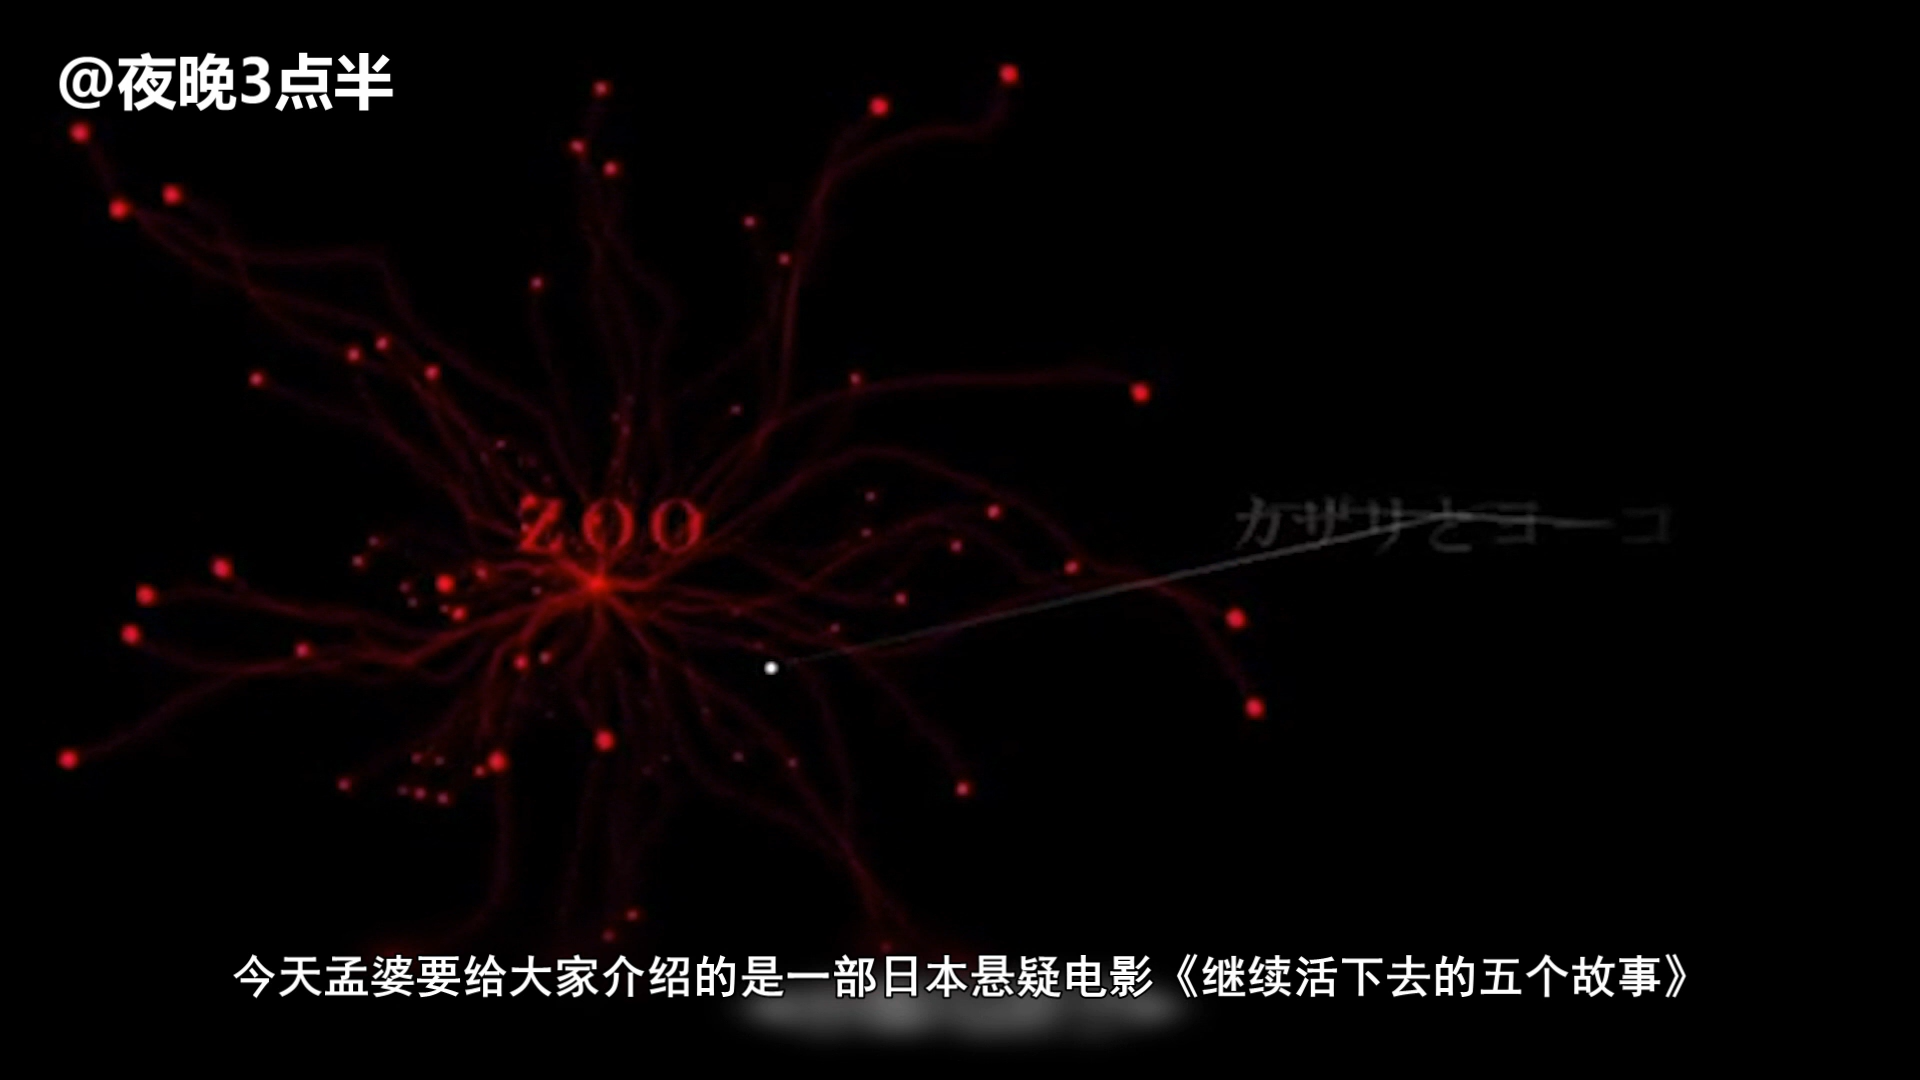 @夜晚3点半
ZOO
カザリとヨーコ
今天孟婆要给大家介绍的是一部日本悬疑电影《继续活下去的五个故事》